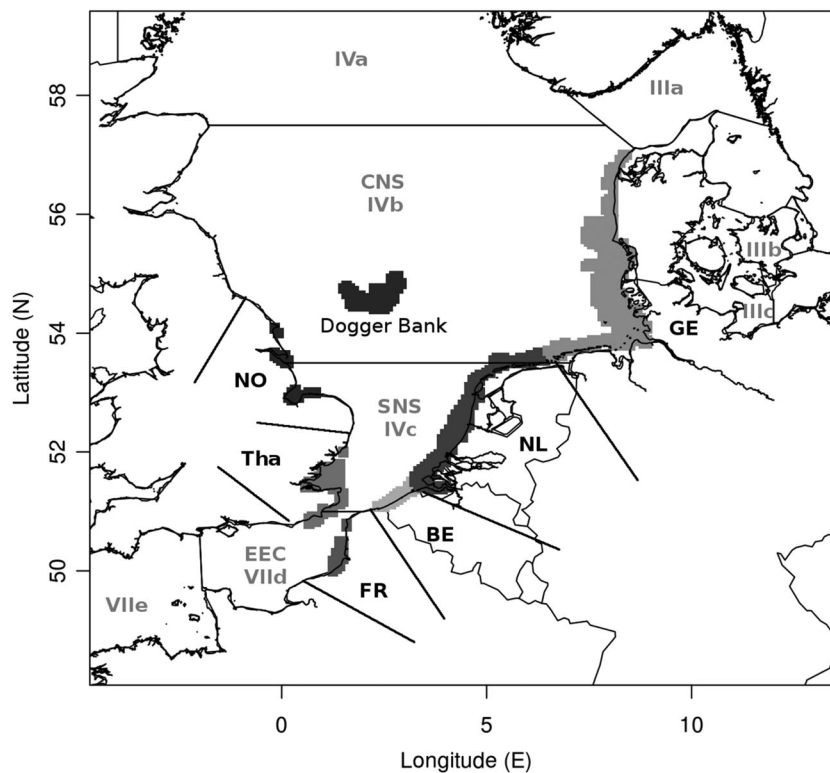 IVa
IIIa
CNS
IVb
IIIb
Dogger Bank
IIIc
GE
NO
SNS
IVc
NL
Tha
BE
EEC
VIId
FR
VIIe
58
56
54
52
50
Latitude (N)
0 5 10
Longitude (E)